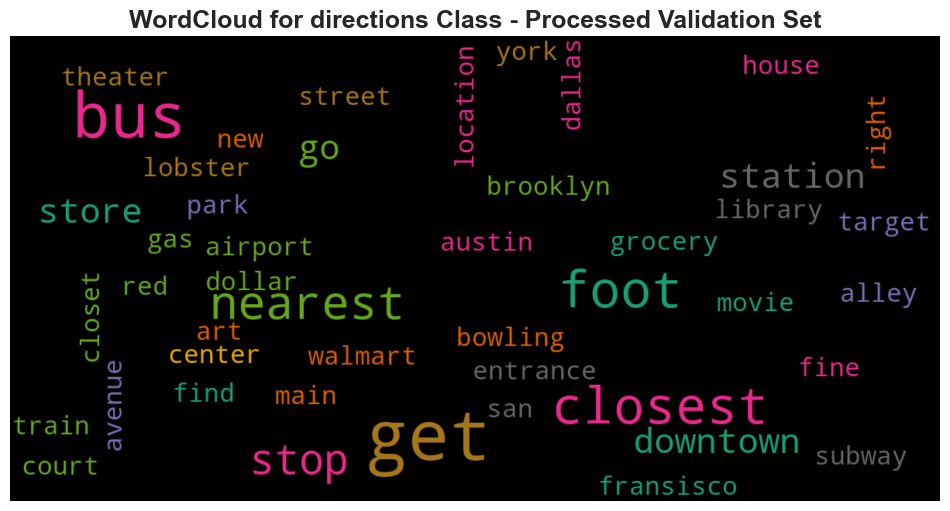 WordCloud for directions Class - Processed Validation Set
york
theater
house
location
dallas
street
bus
right
new
go
lobster
station
brooklyn
park
store
library
target
gas
airport
austin
grocery
red
dollar
foot
alley
nearest
movie
closet
art
bowling
center
walmart
entrance
fine
avenue
find
main
san
closest
train
get
downtown
stop
subway
court
fransisco